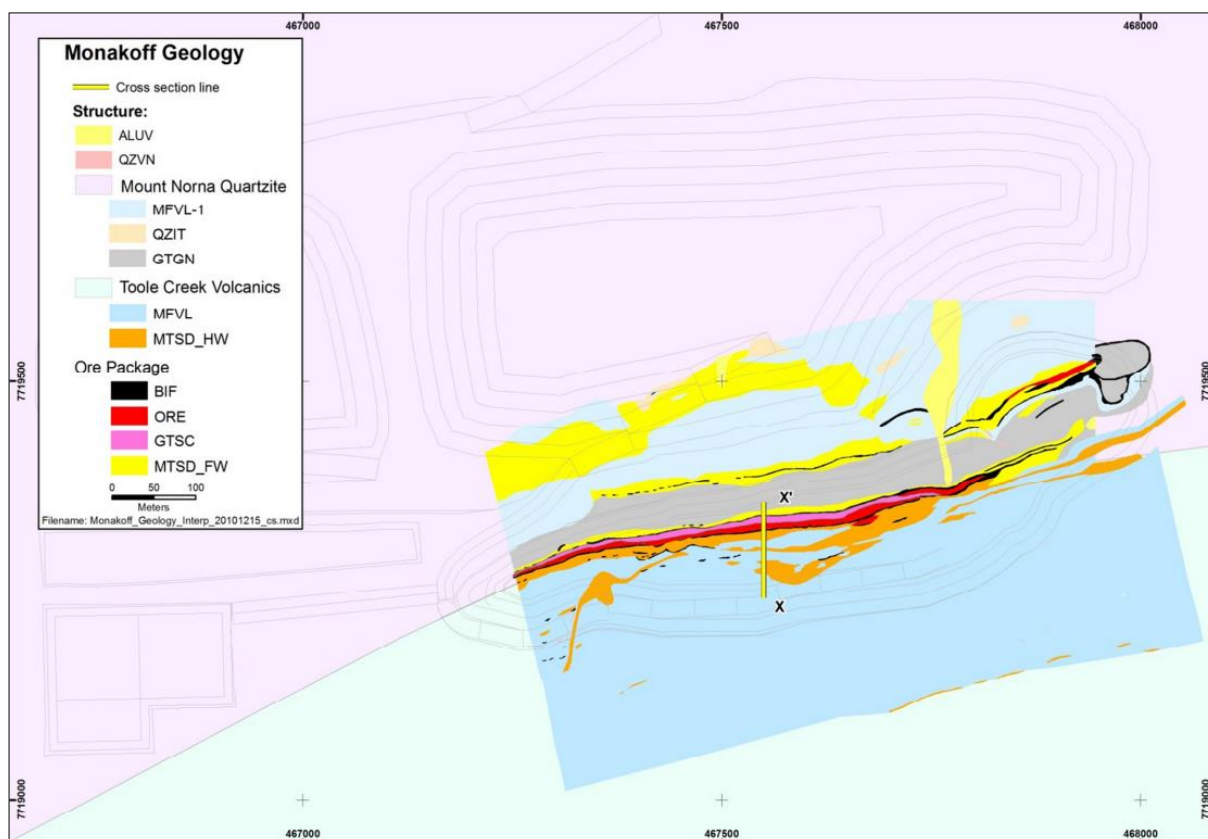 467000
467500
468000
Monakoff Geology
Cross section line
Structure:
ALUV
QZVN
Mount Norna Quartzite
MFVL-1
QZIT
GTGN
Toole Creek Volcanics
MFVL
MTSD_HW
Ore Package
BIF
ORE
GTSC
MTSD_FW
0 50 100
Meters
Filename: Monakoff_Geology_Interp_20101215_cs.mxd
7719500
7719500
X'
X
7719000
7719000
467000
467500
468000